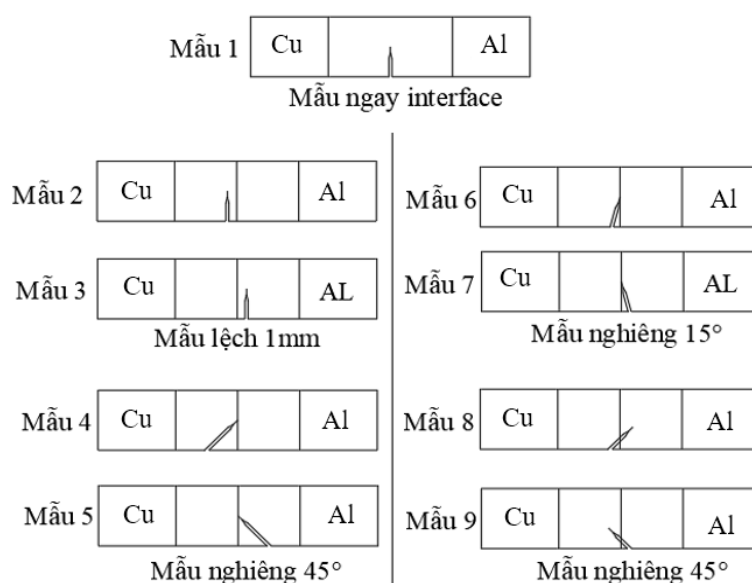 Mẫu 1 Cu Al
Mẫu ngay interface
Mẫu 2 Cu Al
Mẫu 3 Cu AL
Mẫu lệch 1mm
Mẫu 4 Cu Al
Mẫu 5 Cu Al
Mẫu nghiêng 45°
Mẫu 6 Cu Al
Mẫu 7 Cu AL
Mẫu nghiêng 15°
Mẫu 8 Cu Al
Mẫu 9 Cu Al
Mẫu nghiêng 45°